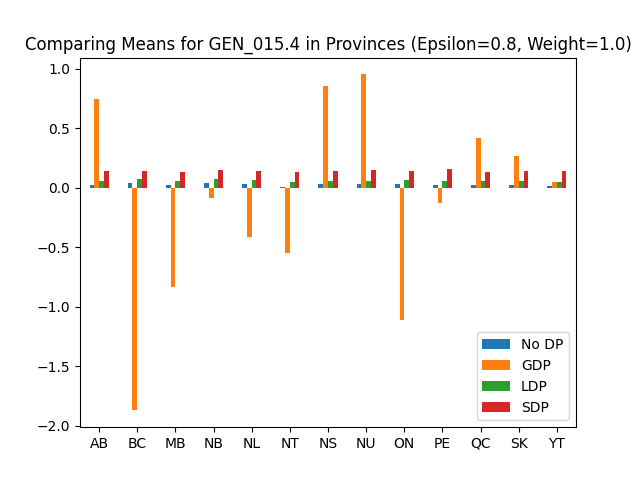 Comparing Means for GEN_015.4 in Provinces (Epsilon=0.8, Weight=1.0)
1.0
0.5
0.0
−0.5
−1.0
−1.5
−2.0
No DP
GDP
LDP
SDP
AB BC MB NB NL NT NS NU ON PE QC SK YT